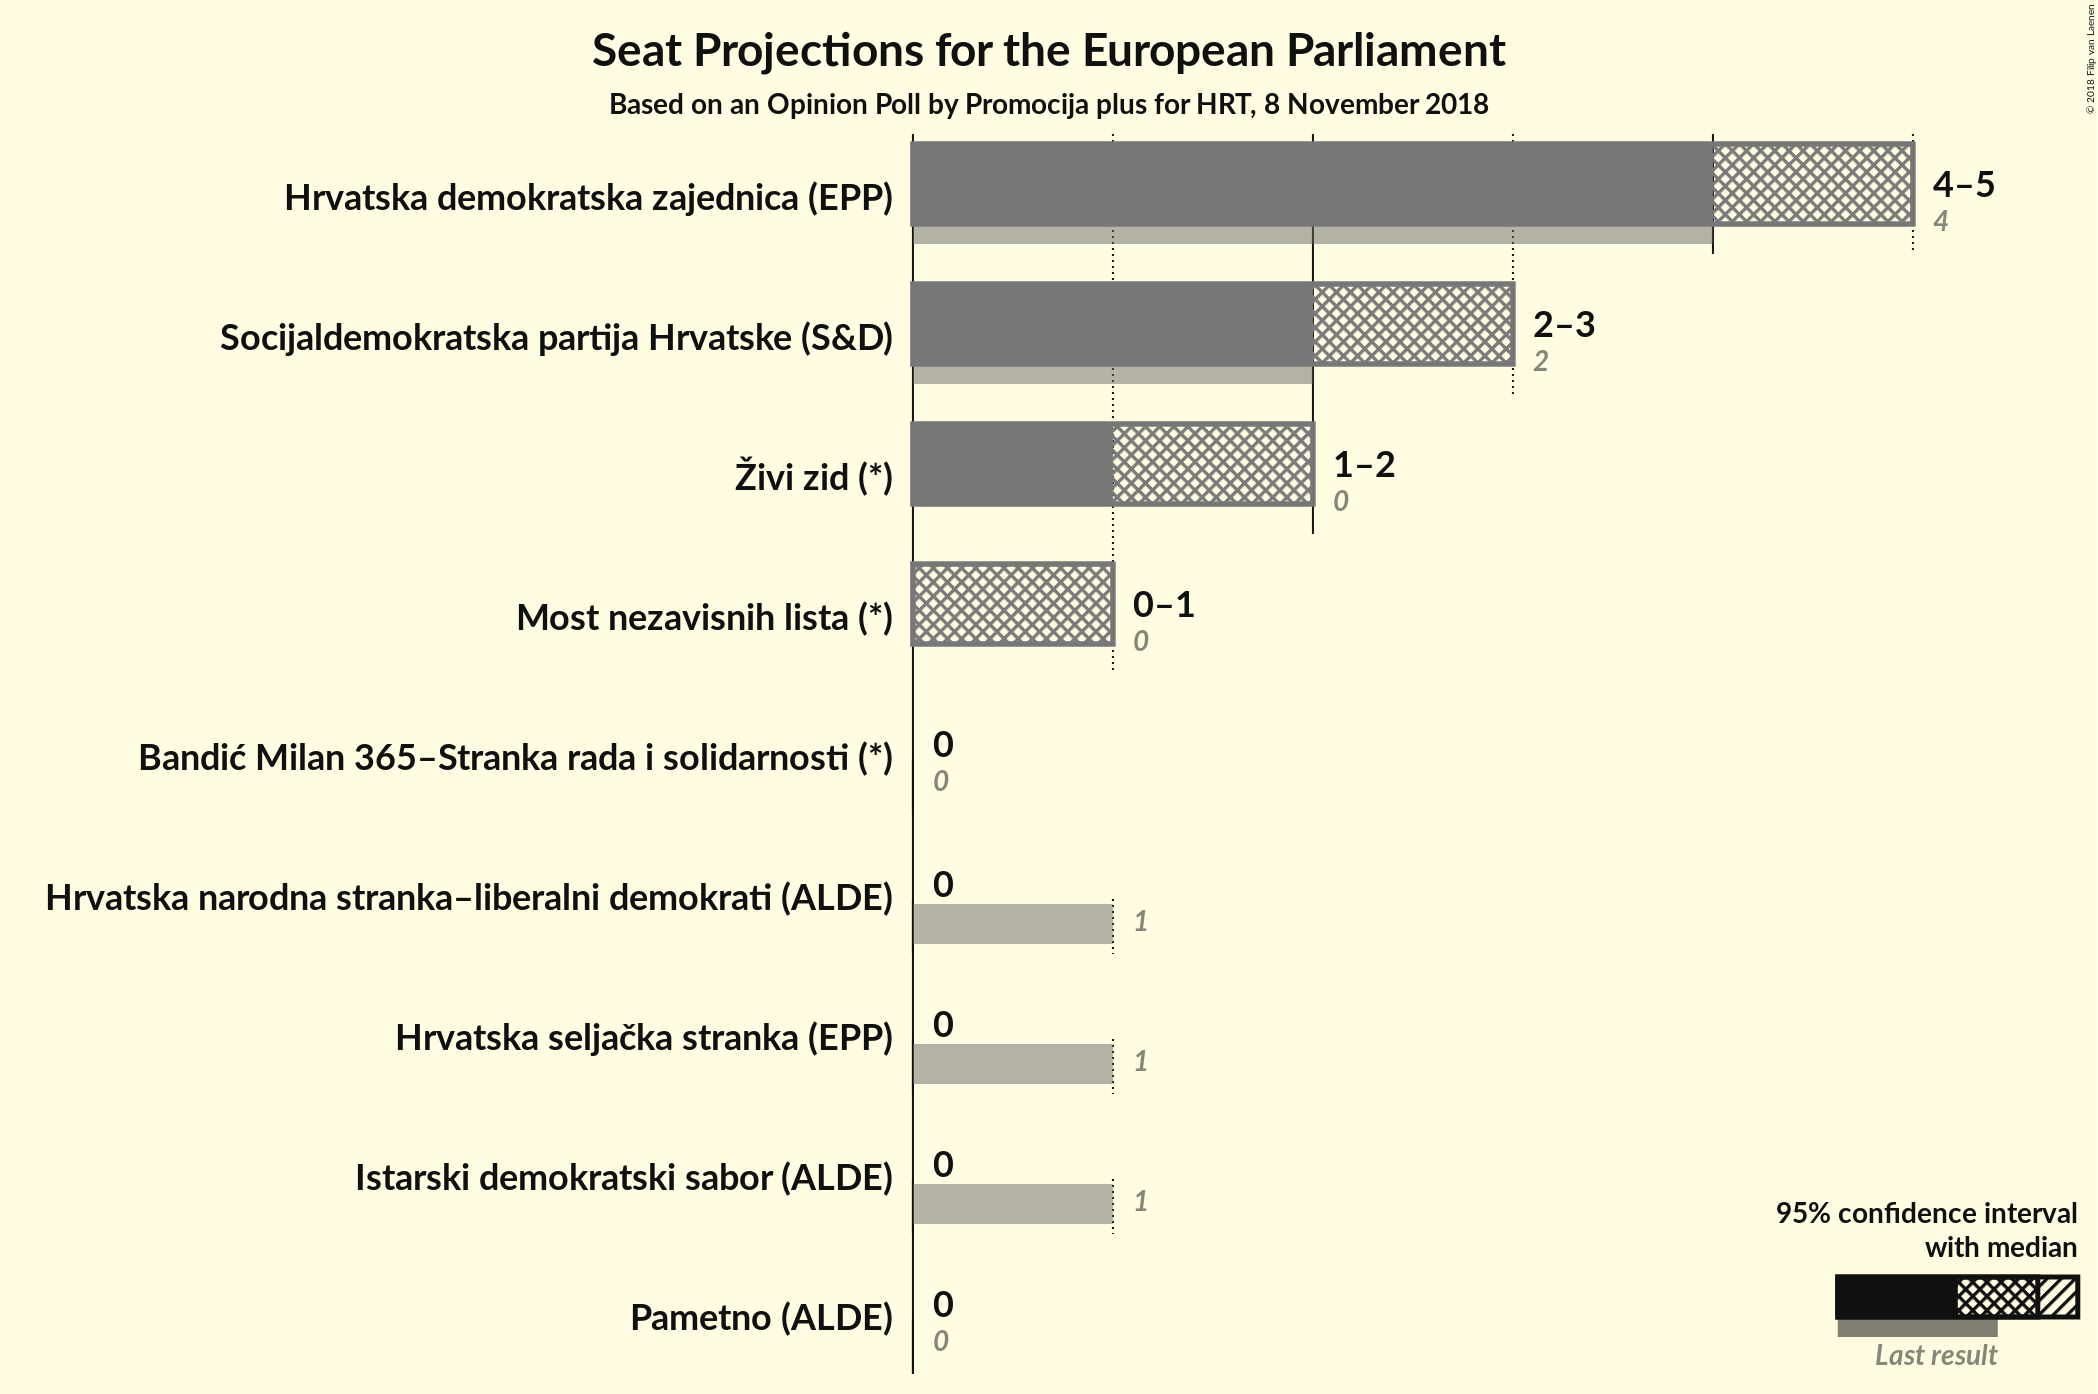 Seat Projections for the European Parliament
Based on an Opinion Poll by Promocija plus for HRT, 8 November 2018
© 2018 Filip van Laenen
Hrvatska demokratska zajednica (EPP)
4–5
4
Socijaldemokratska partija Hrvatske (S&D)
2–3
2
Živi zid (*)
1–2
0
Most nezavisnih lista (*)
0–1
0
Bandić Milan 365–Stranka rada i solidarnosti (*)
0
0
Hrvatska narodna stranka–liberalni demokrati (ALDE)
0
1
Hrvatska seljačka stranka (EPP)
0
1
Istarski demokratski sabor (ALDE)
0
1
Pametno (ALDE)
0
0
95% confidence interval
with median
Last result